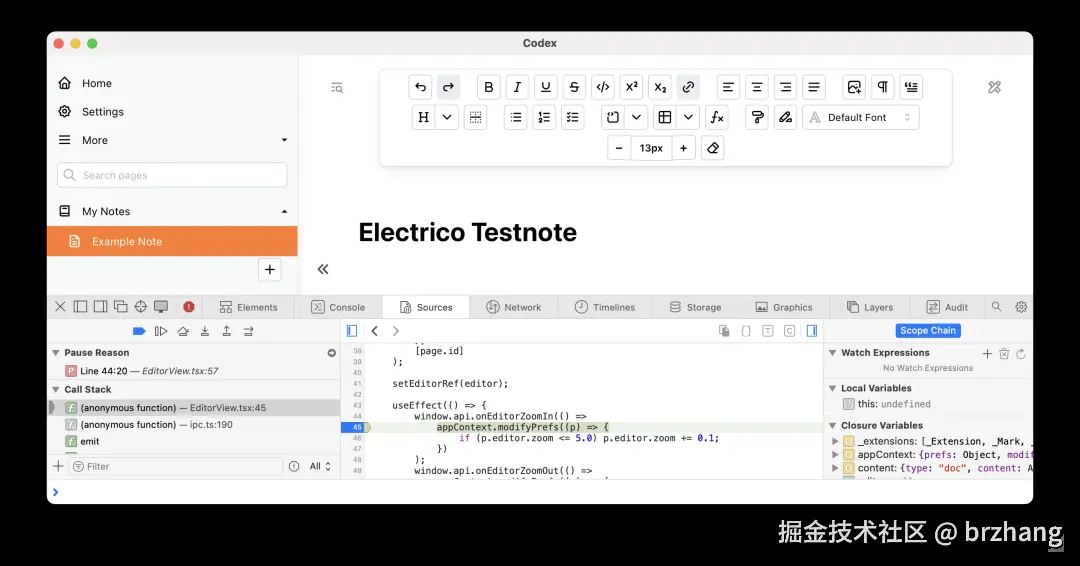 Codex
Home
Settings
More
Search pages
My Notes
Example Note
+
B I U S </> X² X₂
H ƒx A Default Font
− 13px +
Electrico Testnote
Elements Console Sources Network Timelines Storage Graphics Layers Audit
Scope Chain
Pause Reason
P Line 44:20 — EditorView.tsx:57
Call Stack
f (anonymous function) — EditorView.tsx:45
f (anonymous function) — ipc.ts:190
f emit
Filter All
38 [page.id]
39 );
40
41 setEditorRef(editor);
42
43 useEffect(() => {
44 window.api.onEditorZoomIn(() =>
45 appContext.modifyPrefs((p) => {
46 if (p.editor.zoom <= 5.0) p.editor.zoom += 0.1;
47 })
48 );
49 window.api.onEditorZoomOut(() =>
Watch Expressions
No Watch Expressions
Local Variables
this: undefined
Closure Variables
O _extensions: [_Extension, _Mark, _
O appContext: {prefs: Object, modif
O content: {type: "doc", content: A
掘金技术社区 @ brzhang